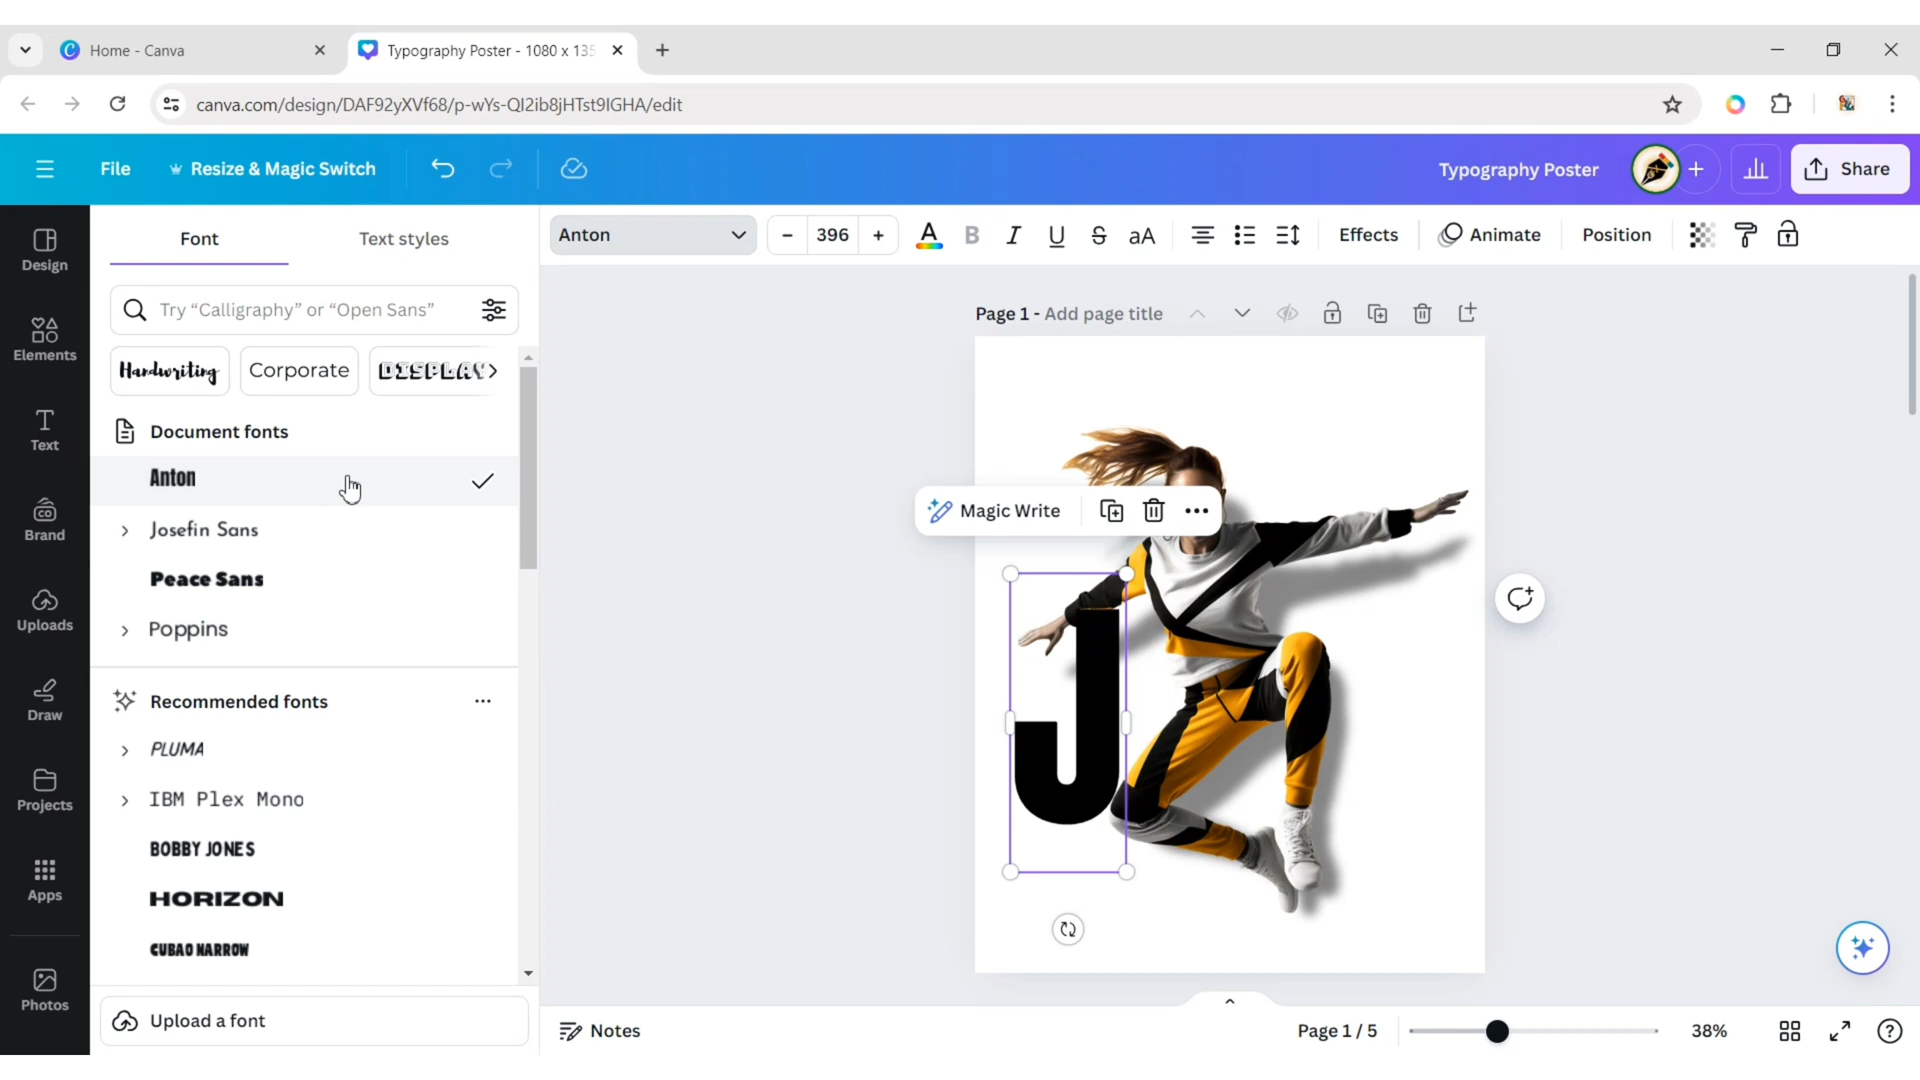 Home - Canva
Typography Poster - 1080 x 135
canva.com/design/DAF92yXVf68/p-wYs-QI2ib8jHTst9IGHA/edit
File
Resize & Magic Switch
Typography Poster
Share
Design
Elements
Text
Brand
Uploads
Draw
Projects
Apps
Photos
Font
Text styles
Try “Calligraphy” or “Open Sans”
Handwriting
Corporate
DISPLAY
Document fonts
Anton
Josefin Sans
Peace Sans
Poppins
Recommended fonts
PLUMA
IBM Plex Mono
BOBBY JONES
HORIZON
CUBAO NARROW
Upload a font
Anton
396
A
B
I
U
S
aA
Effects
Animate
Position
Page 1 - Add page title
Magic Write
J
Notes
Page 1 / 5
38%